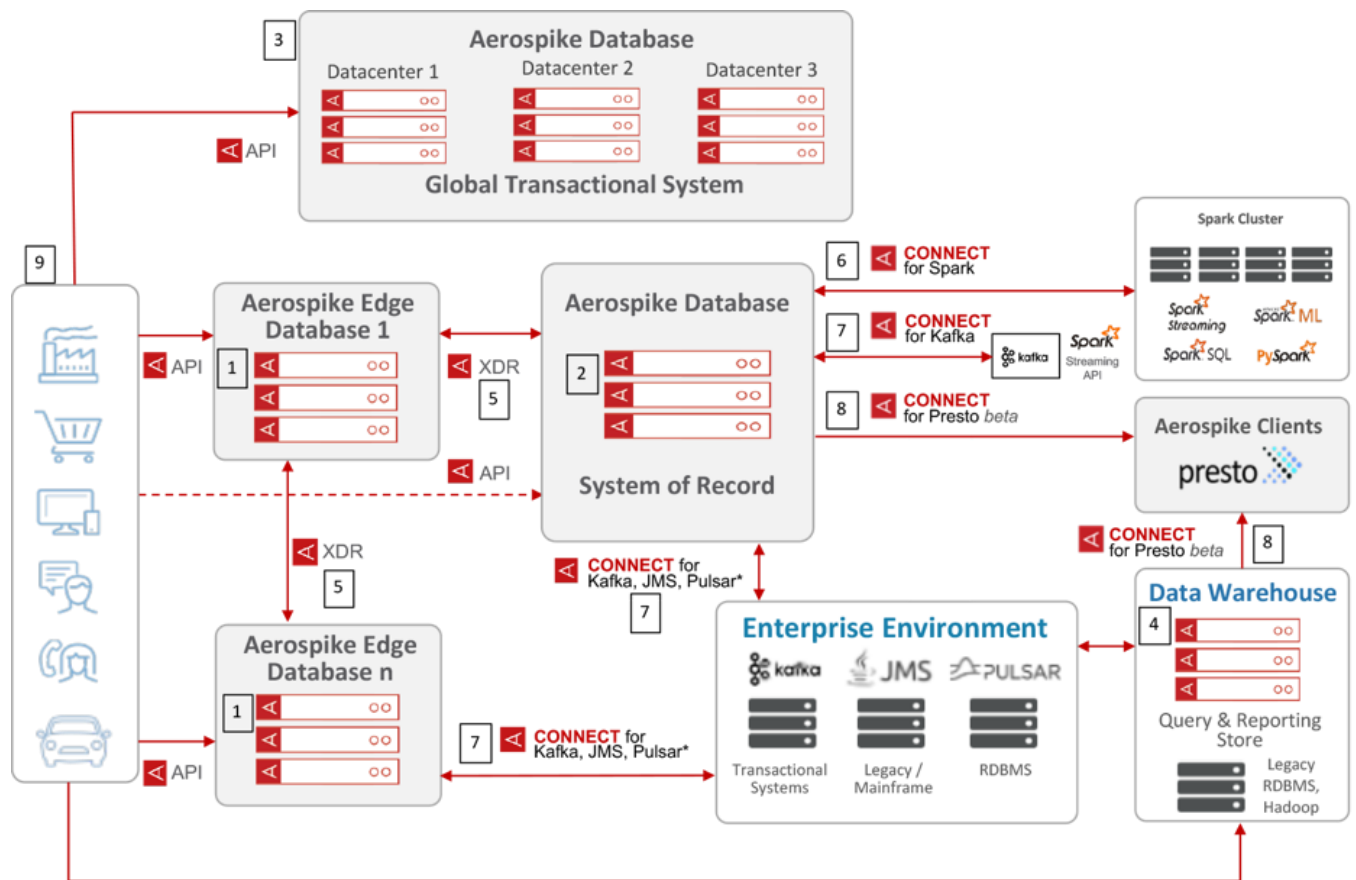 3
Aerospike Database
Datacenter 1
Datacenter 2
Datacenter 3
API
Global Transactional System
9
Aerospike Edge
Database 1
1
API
XDR
5
Aerospike Database
2
System of Record
API
6
CONNECT
for Spark
7
CONNECT
for Kafka
kafka
Spark
Streaming
API
8
CONNECT
for Presto beta
Spark Cluster
Spark
Streaming
Spark ML
Spark SQL
PySpark
Aerospike Clients
presto
CONNECT
for Presto beta
8
XDR
5
CONNECT for
Kafka, JMS, Pulsar*
7
Aerospike Edge
Database n
1
API
7
CONNECT for
Kafka, JMS, Pulsar*
Enterprise Environment
kafka
JMS
PULSAR
Transactional
Systems
Legacy /
Mainframe
RDBMS
Data Warehouse
4
Query & Reporting
Store
Legacy
RDBMS,
Hadoop